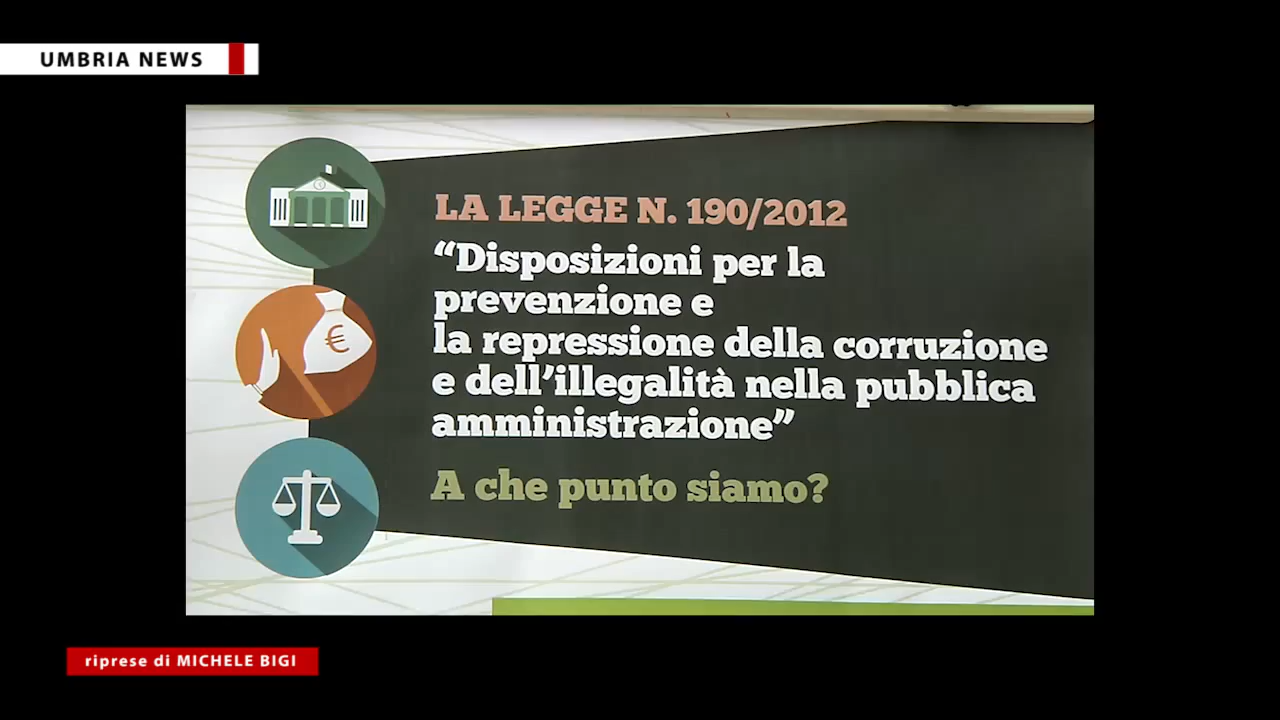 UMBRIA NEWS
LA LEGGE N. 190/2012
“Disposizioni per la
prevenzione e
la repressione della corruzione
e dell’illegalità nella pubblica
amministrazione”
A che punto siamo?
€
riprese di MICHELE BIGI